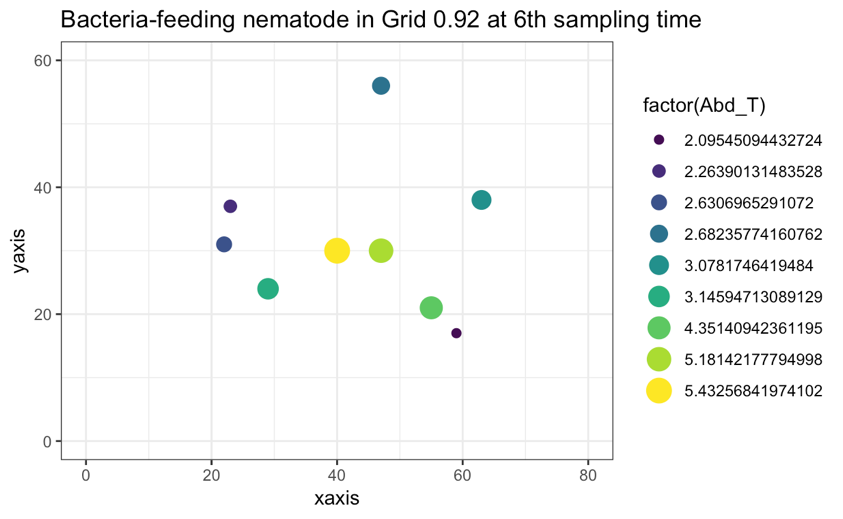 Bacteria-feeding nematode in Grid 0.92 at 6th sampling time
60
40
20
0
yaxis
0 20 40 60 80
xaxis
factor(Abd_T)
2.09545094432724
2.26390131483528
2.6306965291072
2.68235774160762
3.0781746419484
3.14594713089129
4.35140942361195
5.18142177794998
5.43256841974102